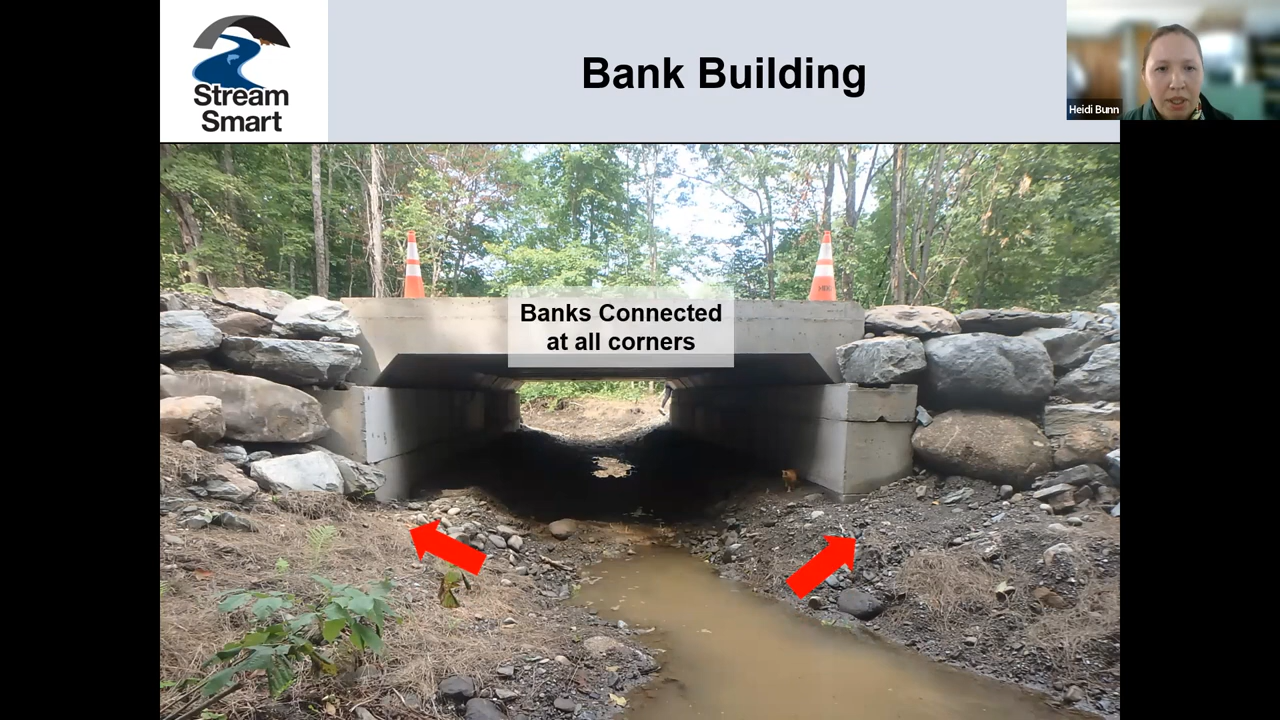 Stream
Smart
Bank Building
Heidi Bunn
Banks Connected
at all corners